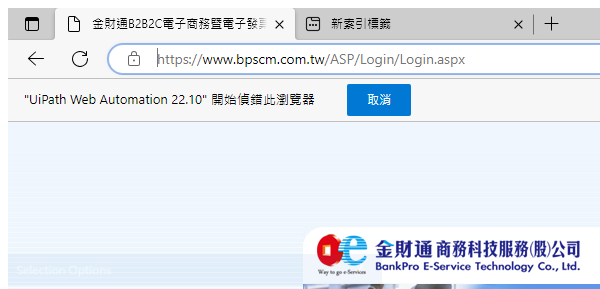 金財通B2B2C電子商務暨電子發票
新索引標籤
https://www.bpscm.com.tw/ASP/Login/Login.aspx
"UiPath Web Automation 22.10" 開始偵錯此瀏覽器
取消
金財通商務科技服務(股)公司
Way to go e-Services
BankPro E-Service Technology Co., Ltd.
Selection Options